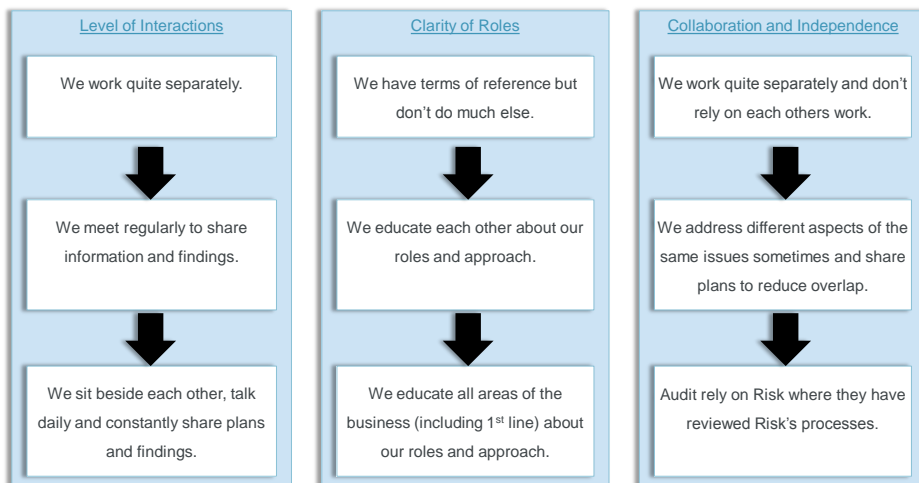 Level of Interactions
We work quite separately.
We meet regularly to share
information and findings.
We sit beside each other, talk
daily and constantly share plans
and findings.
Clarity of Roles
We have terms of reference but
don't do much else.
We educate each other about our
roles and approach.
We educate all areas of the
business (including 1st line) about
our roles and approach.
Collaboration and Independence
We work quite separately and don't
rely on each others work.
We address different aspects of the
same issues sometimes and share
plans to reduce overlap.
Audit rely on Risk where they have
reviewed Risk's processes.